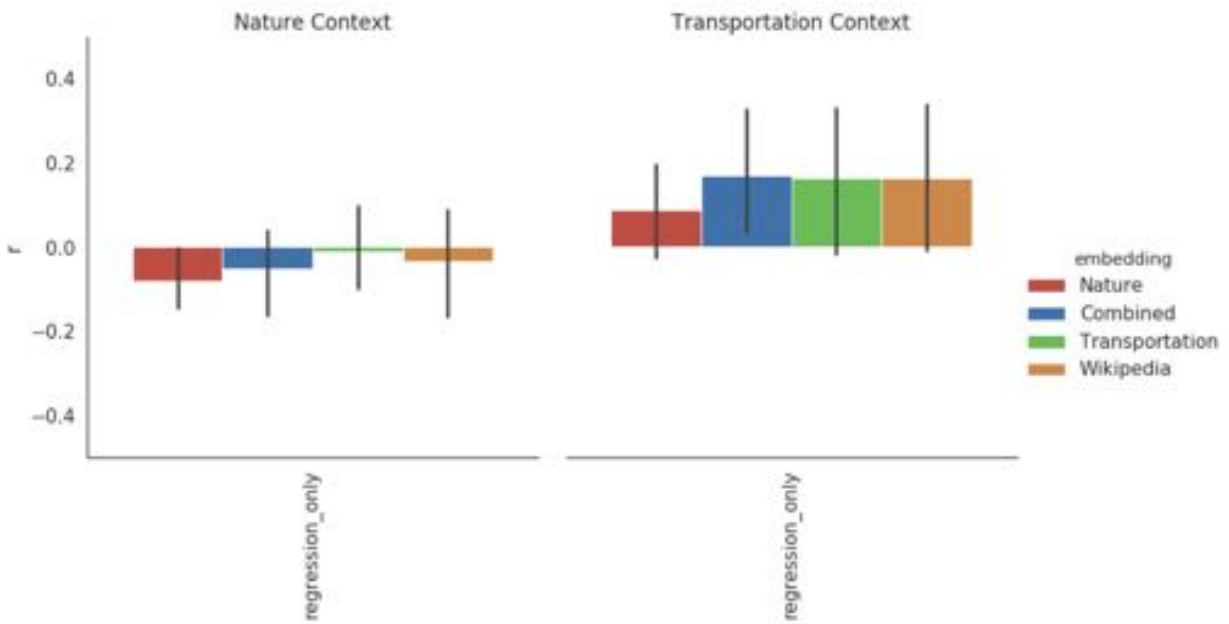 Nature Context
Transportation Context
0.4
0.2
0.0
−0.2
−0.4
r
regression_only
regression_only
embedding
Nature
Combined
Transportation
Wikipedia